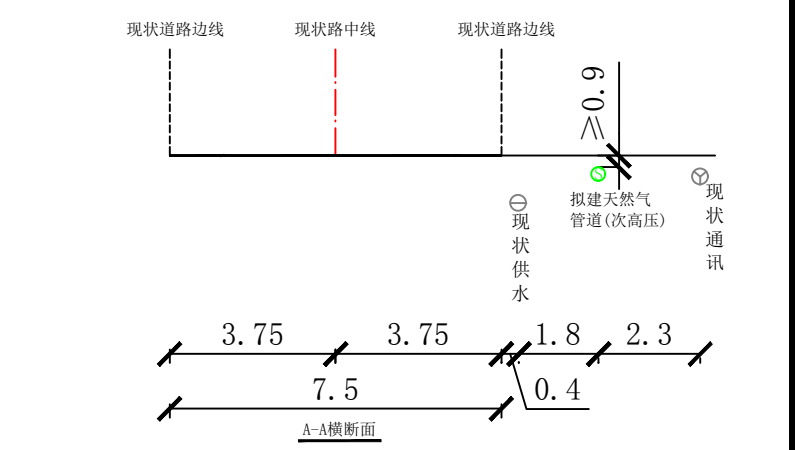 现状道路边线
现状路中线
现状道路边线
≥0.9
S
拟建天然气
管道(次高压)
现状通讯
现状供水
3.75
3.75
1.8
2.3
7.5
0.4
A-A横断面